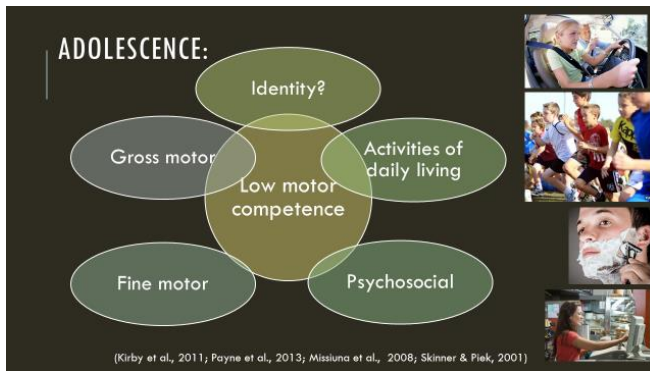 ADOLESCENCE:
Identity?
Gross motor
Activities of
daily living
Low motor
competence
Fine motor
Psychosocial
(Kirby et al., 2011; Payne et al., 2013; Missiuna et al., 2008; Skinner & Piek, 2001)